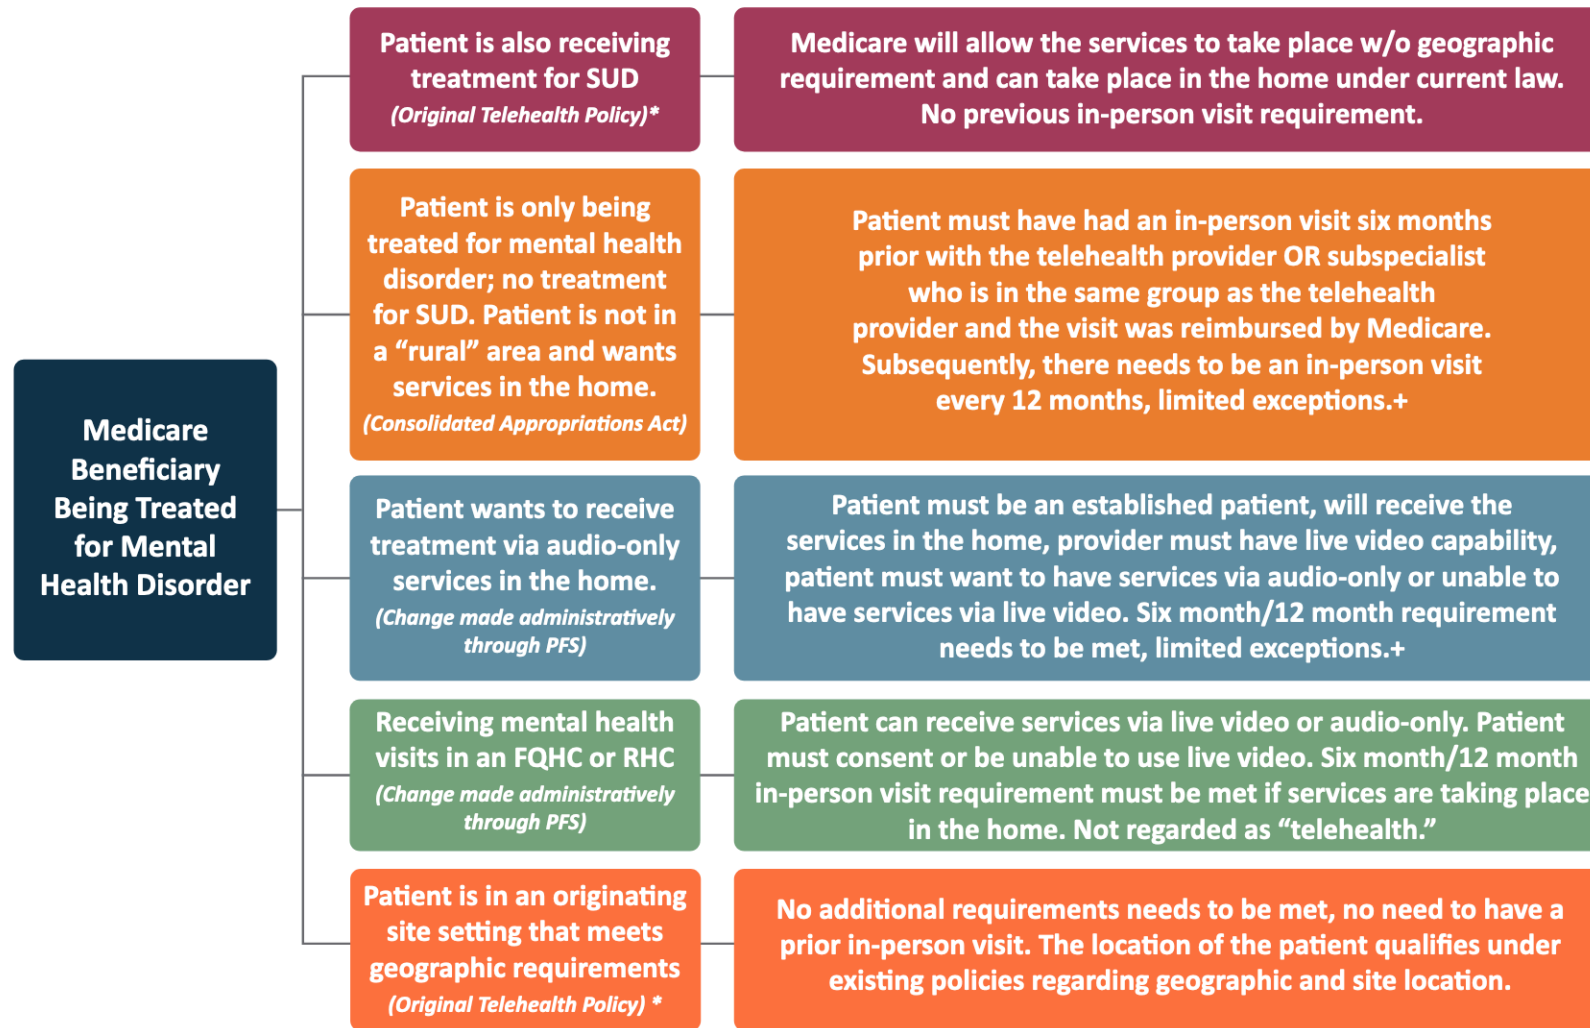 Medicare
Beneficiary
Being Treated
for Mental
Health Disorder
Patient is also receiving
treatment for SUD
(Original Telehealth Policy)*
Medicare will allow the services to take place w/o geographic
requirement and can take place in the home under current law.
No previous in-person visit requirement.
Patient is only being
treated for mental health
disorder; no treatment
for SUD. Patient is not in
a “rural” area and wants
services in the home.
(Consolidated Appropriations Act)
Patient must have had an in-person visit six months
prior with the telehealth provider OR subspecialist
who is in the same group as the telehealth
provider and the visit was reimbursed by Medicare.
Subsequently, there needs to be an in-person visit
every 12 months, limited exceptions.+
Patient wants to receive
treatment via audio-only
services in the home.
(Change made administratively
through PFS)
Patient must be an established patient, will receive the
services in the home, provider must have live video capability,
patient must want to have services via audio-only or unable to
have services via live video. Six month/12 month requirement
needs to be met, limited exceptions.+
Receiving mental health
visits in an FQHC or RHC
(Change made administratively
through PFS)
Patient can receive services via live video or audio-only. Patient
must consent or be unable to use live video. Six month/12 month
in-person visit requirement must be met if services are taking place
in the home. Not regarded as “telehealth.”
Patient is in an originating
site setting that meets
geographic requirements
(Original Telehealth Policy) *
No additional requirements needs to be met, no need to have a
prior in-person visit. The location of the patient qualifies under
existing policies regarding geographic and site location.